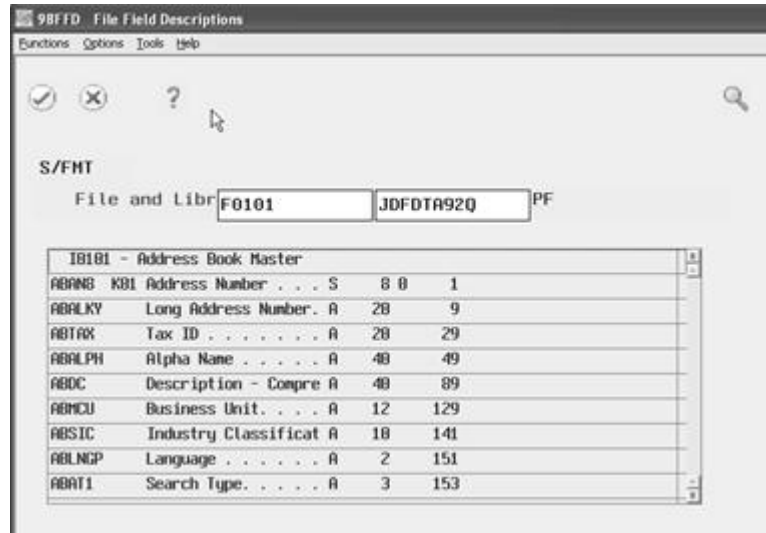 98FFD File Field Descriptions
Functions Options Tools Help
?
S/FMT
File and Libr F0101 JDFDTA92Q PF
I0101 - Address Book Master
ABAN8 K01 Address Number . . . S 8 0 1
ABALKY Long Address Number. A 20 9
ABTAX Tax ID . . . . . . . A 20 29
ABALPH Alpha Name . . . . . A 40 49
ABDC Description - Compre A 40 89
ABMCU Business Unit. . . . A 12 129
ABSIC Industry Classificat A 10 141
ABLNGP Language . . . . . . A 2 151
ABAT1 Search Type. . . . . A 3 153